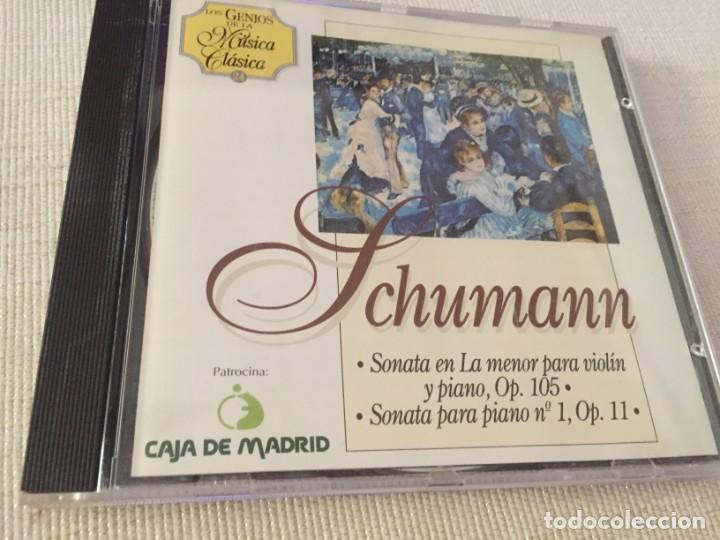 LOS GENIOS
DE LA
Música
Clásica
24
Schumann
• Sonata en La menor para violín
y piano, Op. 105 •
• Sonata para piano nº 1, Op. 11 •
Patrocina:
CAJA DE MADRID
todocoleccion